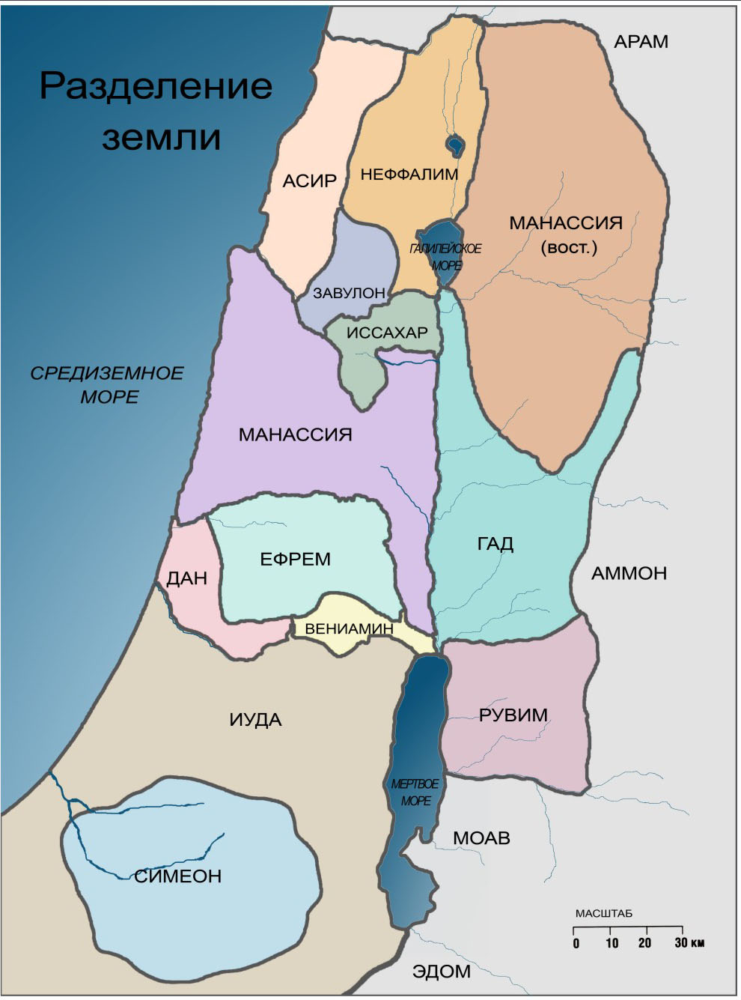 Разделение
земли
АРАМ
АСИР
НЕФФАЛИМ
МАНАССИЯ
(вост.)
ГАЛИЛЕЙСКОЕ
МОРЕ
ЗАВУЛОН
ИССАХАР
СРЕДИЗЕМНОЕ
МОРЕ
МАНАССИЯ
ГАД
ЕФРЕМ
ДАН
АММОН
ВЕНИАМИН
ИУДА
РУВИМ
МЕРТВОЕ
МОРЕ
МОАВ
СИМЕОН
МАСШТАБ
0 10 20 30 км
ЭДОМ